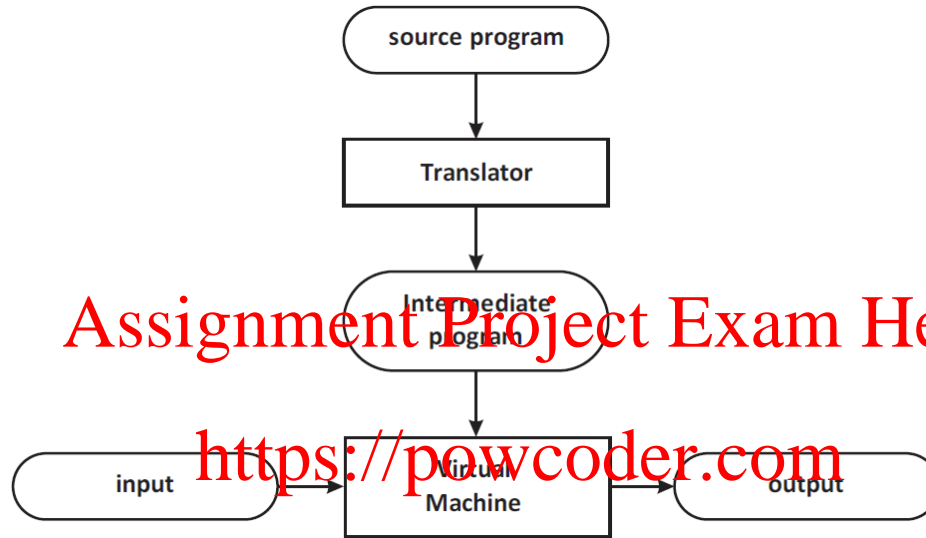 source program
Translator
Intermediate
program
Assignment Project Exam He
Virtual
Machine
https://powcoder.com
input
output